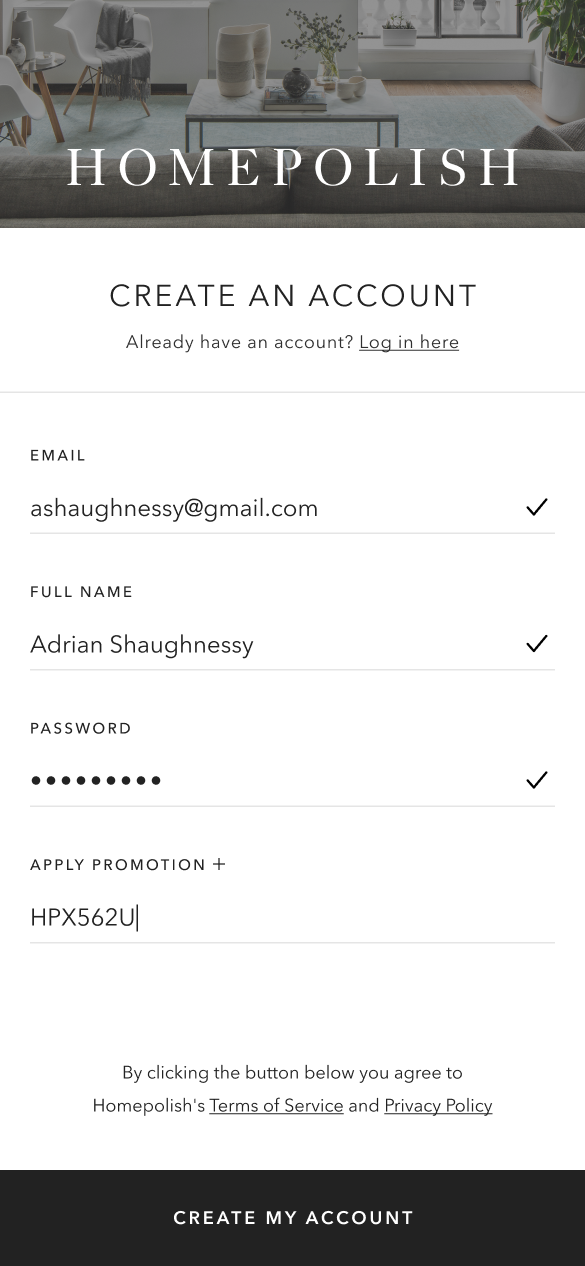 HOMEPOLISH
CREATE AN ACCOUNT
Already have an account? Log in here
EMAIL
ashaughnessy@gmail.com
FULL NAME
Adrian Shaughnessy
PASSWORD
•••••••••
APPLY PROMOTION +
HPX562U
By clicking the button below you agree to
Homepolish's Terms of Service and Privacy Policy
CREATE MY ACCOUNT